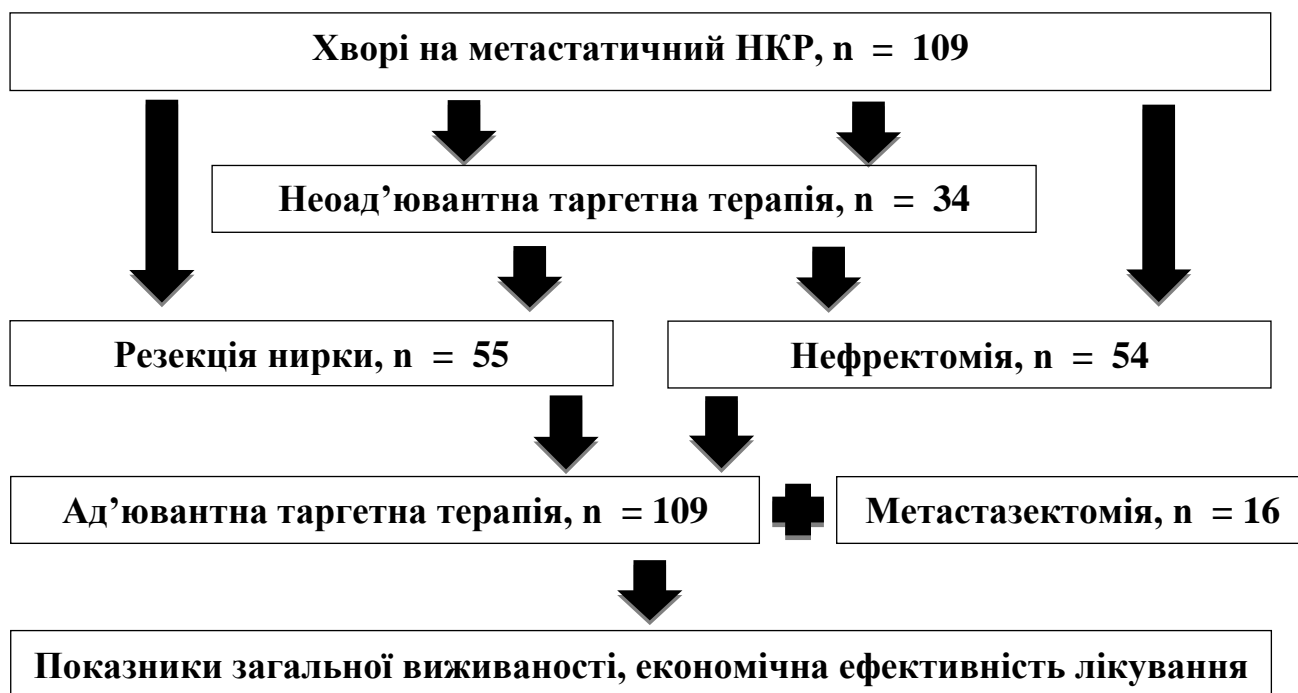 Хворі на метастатичний НКР, n = 109
Неоад’ювантна таргетна терапія, n = 34
Резекція нирки, n = 55
Нефректомія, n = 54
Ад’ювантна таргетна терапія, n = 109
Метастазектомія, n = 16
Показники загальної виживаності, економічна ефективність лікування